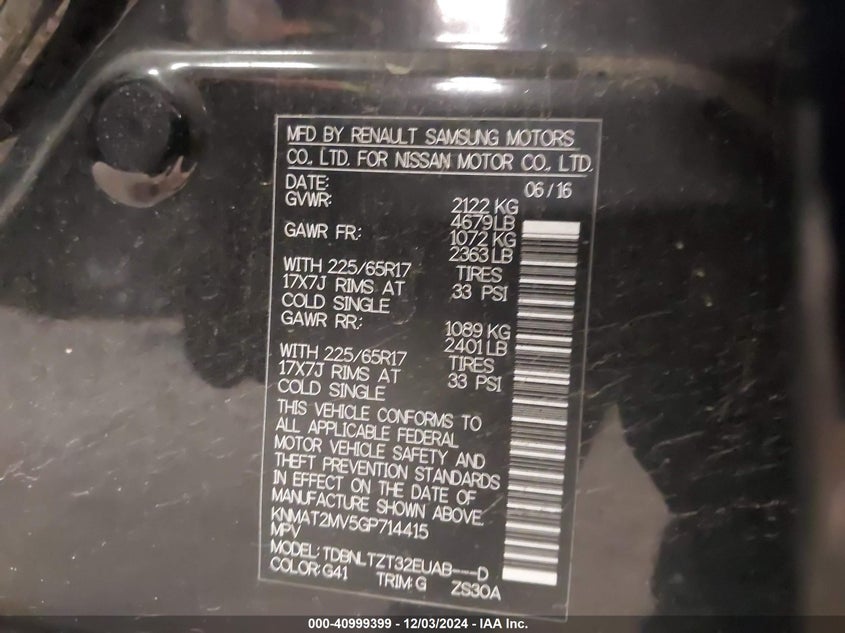 MFD BY RENAULT SAMSUNG MOTORS
CO., LTD. FOR NISSAN MOTOR CO., LTD.
DATE: 06/16
GVWR: 2122 KG
4679 LB
GAWR FR: 1072 KG
2363 LB
WITH 225/65R17 TIRES
17X7J RIMS AT 33 PSI
COLD SINGLE
GAWR RR: 1089 KG
2401 LB
WITH 225/65R17 TIRES
17X7J RIMS AT 33 PSI
COLD SINGLE
THIS VEHICLE CONFORMS TO
ALL APPLICABLE FEDERAL
MOTOR VEHICLE SAFETY AND
THEFT PREVENTION STANDARDS
IN EFFECT ON THE DATE OF
MANUFACTURE SHOWN ABOVE.
KNMAT2MV5GP714415
MPV
MODEL: TDBNLTZT32EUAB---D
COLOR: G41 TRIM: G ZS30A
000-40999399 - 12/03/2024 - IAA Inc.